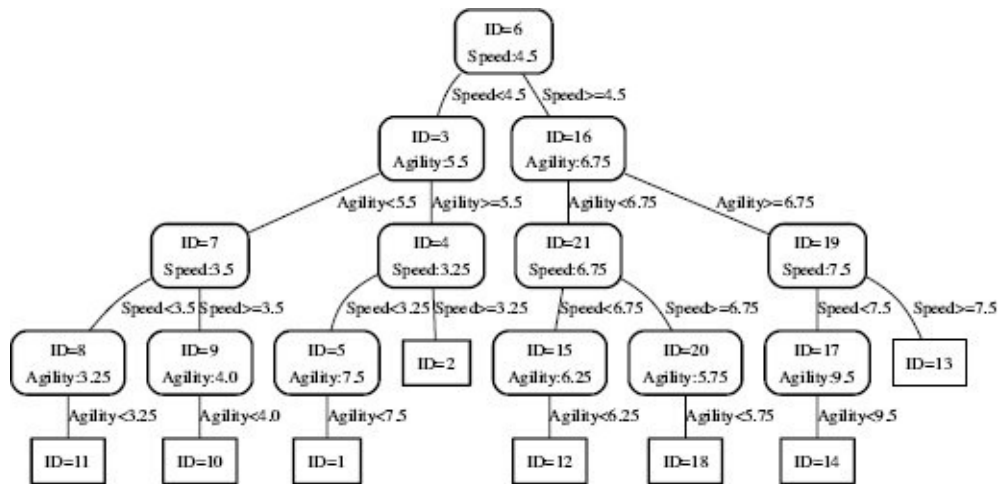 ID=6
Speed:4.5
Speed<4.5
Speed>=4.5
ID=3
Agility:5.5
ID=16
Agility:6.75
Agility<5.5
Agility>=5.5
Agility<6.75
Agility>=6.75
ID=7
Speed:3.5
ID=4
Speed:3.25
ID=21
Speed:6.75
ID=19
Speed:7.5
Speed<3.5
Speed>=3.5
Speed<3.25
Speed>=3.25
Speed<6.75
Speed>=6.75
Speed<7.5
Speed>=7.5
ID=8
Agility:3.25
ID=9
Agility:4.0
ID=5
Agility:7.5
ID=2
ID=15
Agility:6.25
ID=20
Agility:5.75
ID=17
Agility:9.5
ID=13
Agility<3.25
Agility<4.0
Agility<7.5
Agility<6.25
Agility<5.75
Agility<9.5
ID=11
ID=10
ID=1
ID=12
ID=18
ID=14